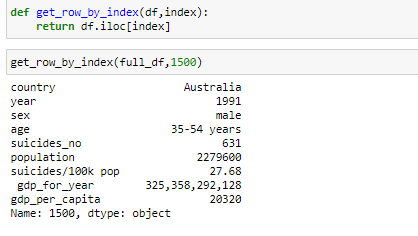 def get_row_by_index(df,index):
    return df.iloc[index]
get_row_by_index(full_df,1500)
country                  Australia
year                          1991
sex                           male
age                    35-54 years
suicides_no                    631
population                 2279600
suicides/100k pop            27.68
 gdp_for_year      325,358,292,128
gdp_per_capita               20320
Name: 1500, dtype: object